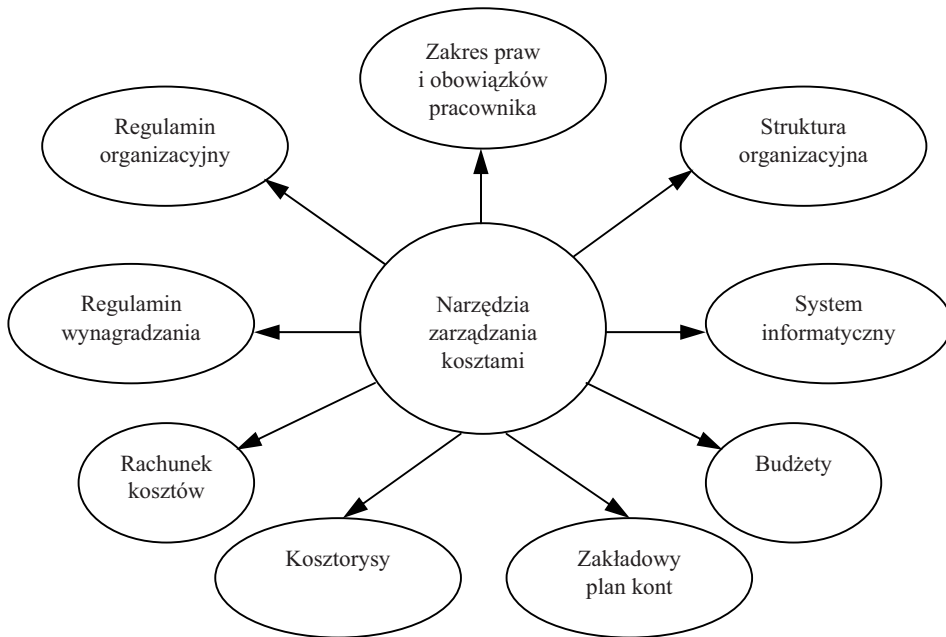 Zakres praw
i obowiązków
pracownika
Regulamin
organizacyjny
Struktura
organizacyjna
Regulamin
wynagradzania
Narzędzia
zarządzania
kosztami
System
informatyczny
Rachunek
kosztów
Budżety
Kosztorysy
Zakładowy
plan kont